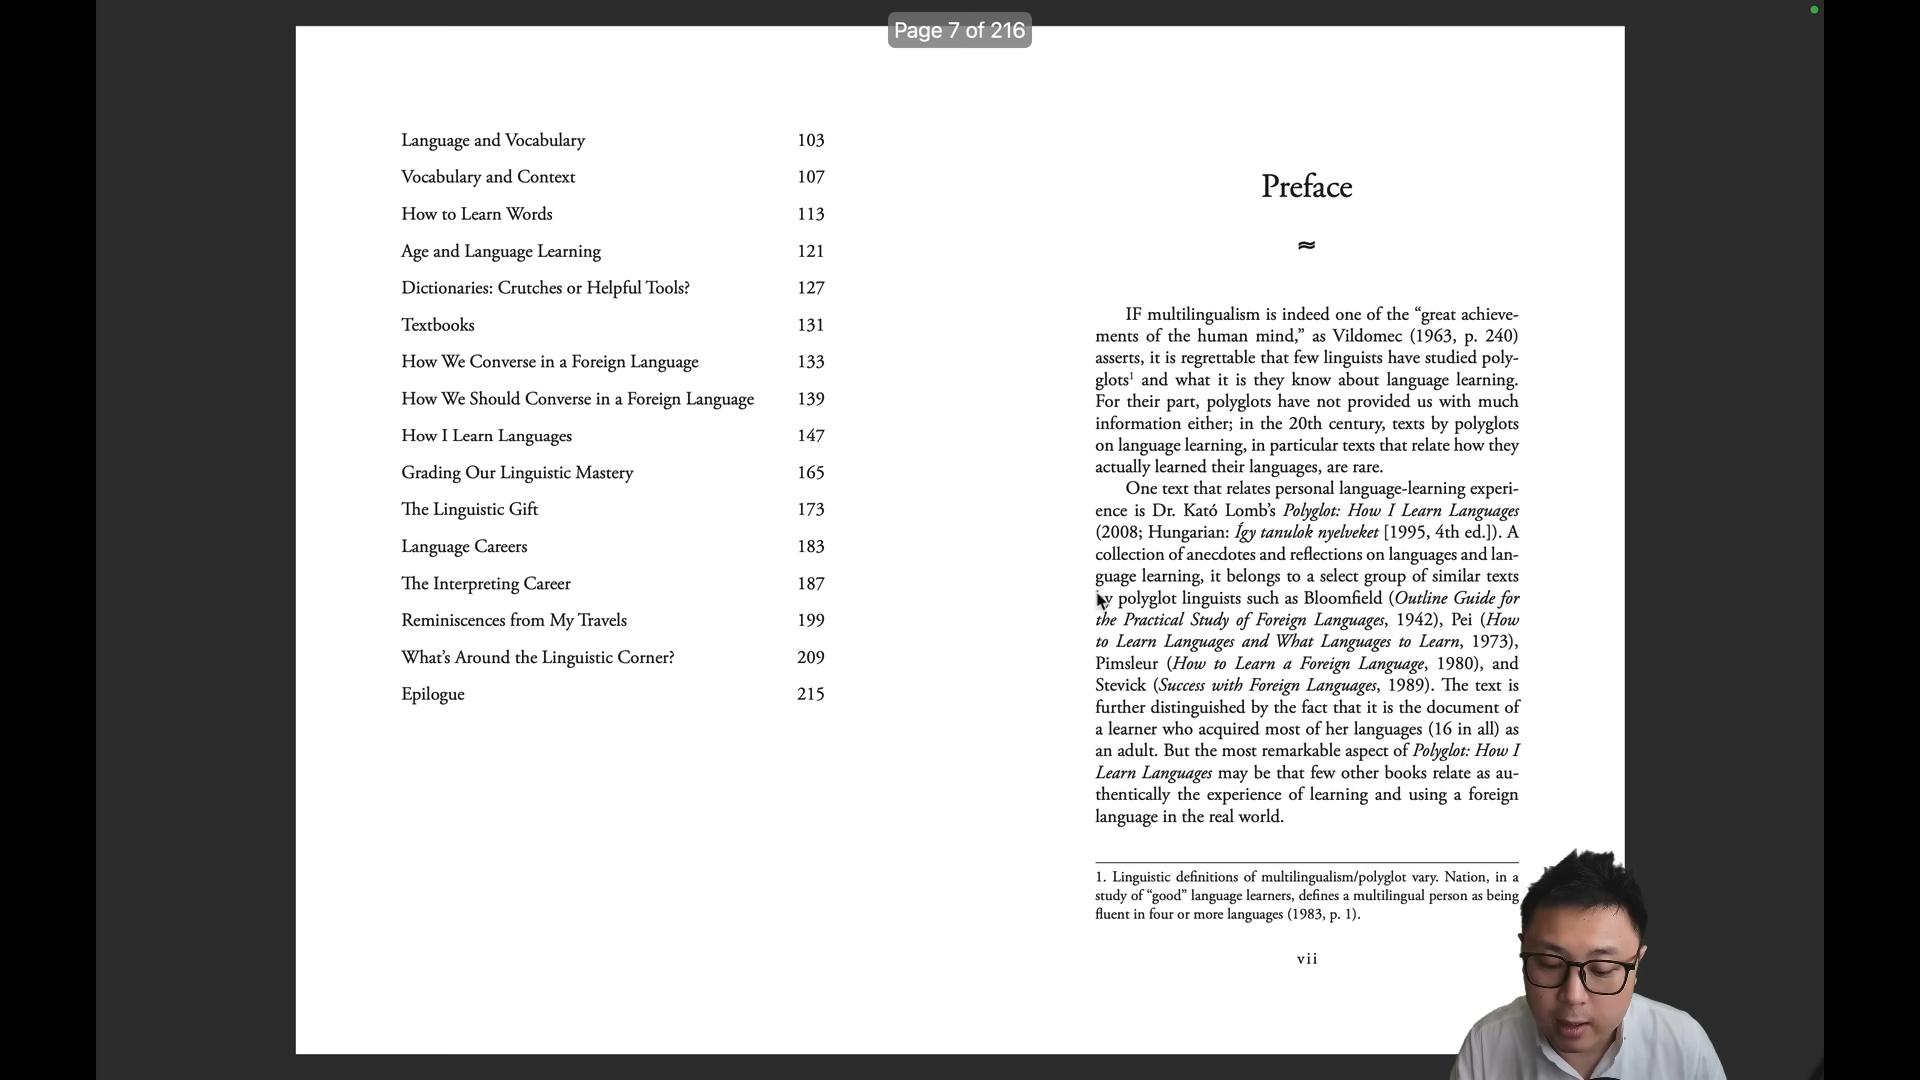 Page 7 of 216
Language and Vocabulary 103
Vocabulary and Context 107
How to Learn Words 113
Age and Language Learning 121
Dictionaries: Crutches or Helpful Tools? 127
Textbooks 131
How We Converse in a Foreign Language 133
How We Should Converse in a Foreign Language 139
How I Learn Languages 147
Grading Our Linguistic Mastery 165
The Linguistic Gift 173
Language Careers 183
The Interpreting Career 187
Reminiscences from My Travels 199
What’s Around the Linguistic Corner? 209
Epilogue 215
Preface
≈
IF multilingualism is indeed one of the “great achieve-
ments of the human mind,” as Vildomec (1963, p. 240)
asserts, it is regrettable that few linguists have studied poly-
glots¹ and what it is they know about language learning.
For their part, polyglots have not provided us with much
information either; in the 20th century, texts by polyglots
on language learning, in particular texts that relate how they
actually learned their languages, are rare.
One text that relates personal language-learning experi-
ence is Dr. Kató Lomb’s Polyglot: How I Learn Languages
(2008; Hungarian: Így tanulok nyelveket [1995, 4th ed.]). A
collection of anecdotes and reflections on languages and lan-
guage learning, it belongs to a select group of similar texts
by polyglot linguists such as Bloomfield (Outline Guide for
the Practical Study of Foreign Languages, 1942), Pei (How
to Learn Languages and What Languages to Learn, 1973),
Pimsleur (How to Learn a Foreign Language, 1980), and
Stevick (Success with Foreign Languages, 1989). The text is
further distinguished by the fact that it is the document of
a learner who acquired most of her languages (16 in all) as
an adult. But the most remarkable aspect of Polyglot: How I
Learn Languages may be that few other books relate as au-
thentically the experience of learning and using a foreign
language in the real world.
1. Linguistic definitions of multilingualism/polyglot vary. Nation, in a
study of “good” language learners, defines a multilingual person as being
fluent in four or more languages (1983, p. 1).
vii